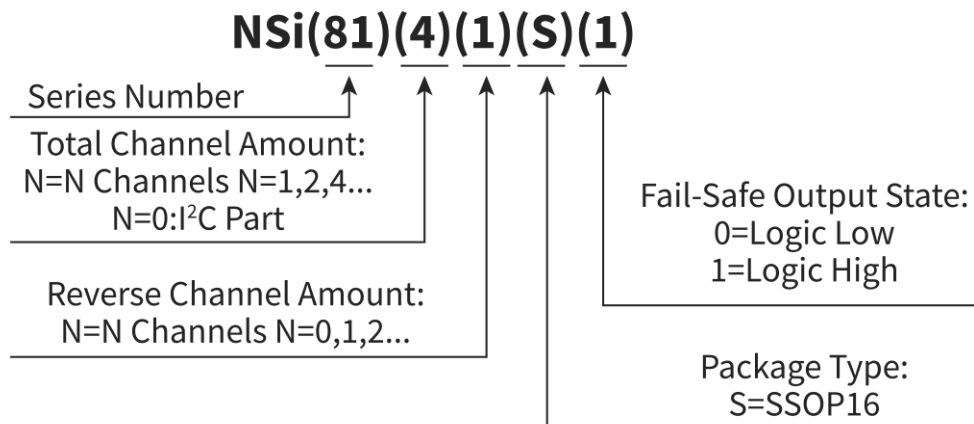 NSi(81)(4)(1)(S)(1)
Series Number
Total Channel Amount:
N=N Channels N=1,2,4...
N=0:I²C Part
Reverse Channel Amount:
N=N Channels N=0,1,2...
Fail-Safe Output State:
0=Logic Low
1=Logic High
Package Type:
S=SSOP16